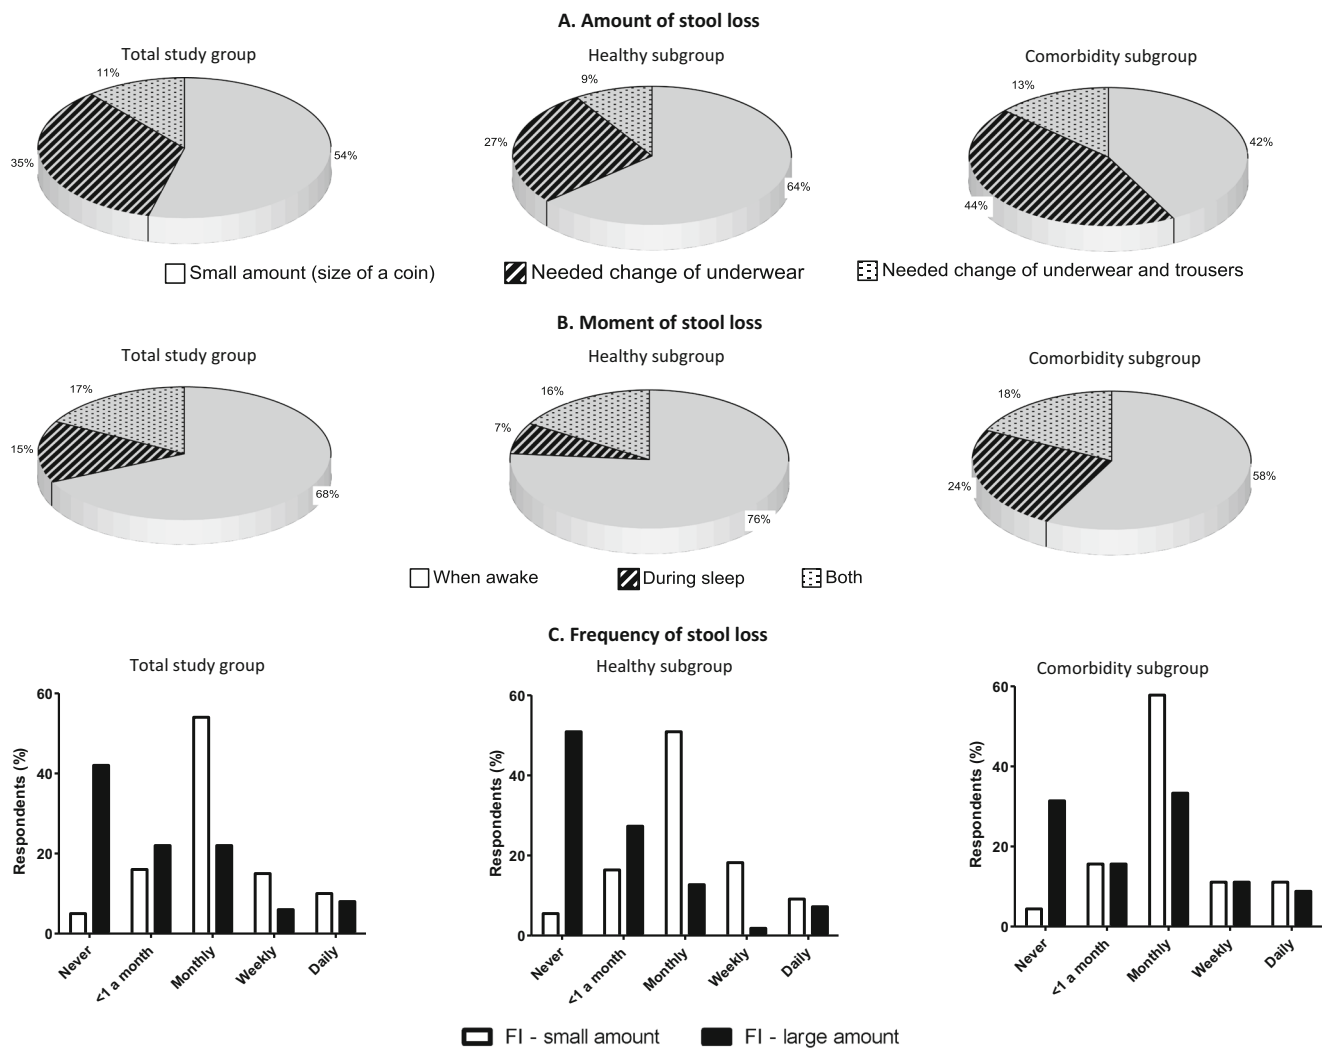 A. Amount of stool loss
Total study group
Healthy subgroup
Comorbidity subgroup
11%
35%
54%
9%
27%
64%
13%
42%
44%
Small amount (size of a coin)
Needed change of underwear
Needed change of underwear and trousers
B. Moment of stool loss
Total study group
Healthy subgroup
Comorbidity subgroup
17%
15%
68%
16%
7%
76%
18%
24%
58%
When awake
During sleep
Both
C. Frequency of stool loss
Total study group
Respondents (%)
60
40
20
0
Never
<1 a month
Monthly
Weekly
Daily
Healthy subgroup
Respondents (%)
60
40
20
0
Never
<1 a month
Monthly
Weekly
Daily
Comorbidity subgroup
Respondents (%)
60
40
20
0
Never
<1 a month
Monthly
Weekly
Daily
FI - small amount
FI - large amount